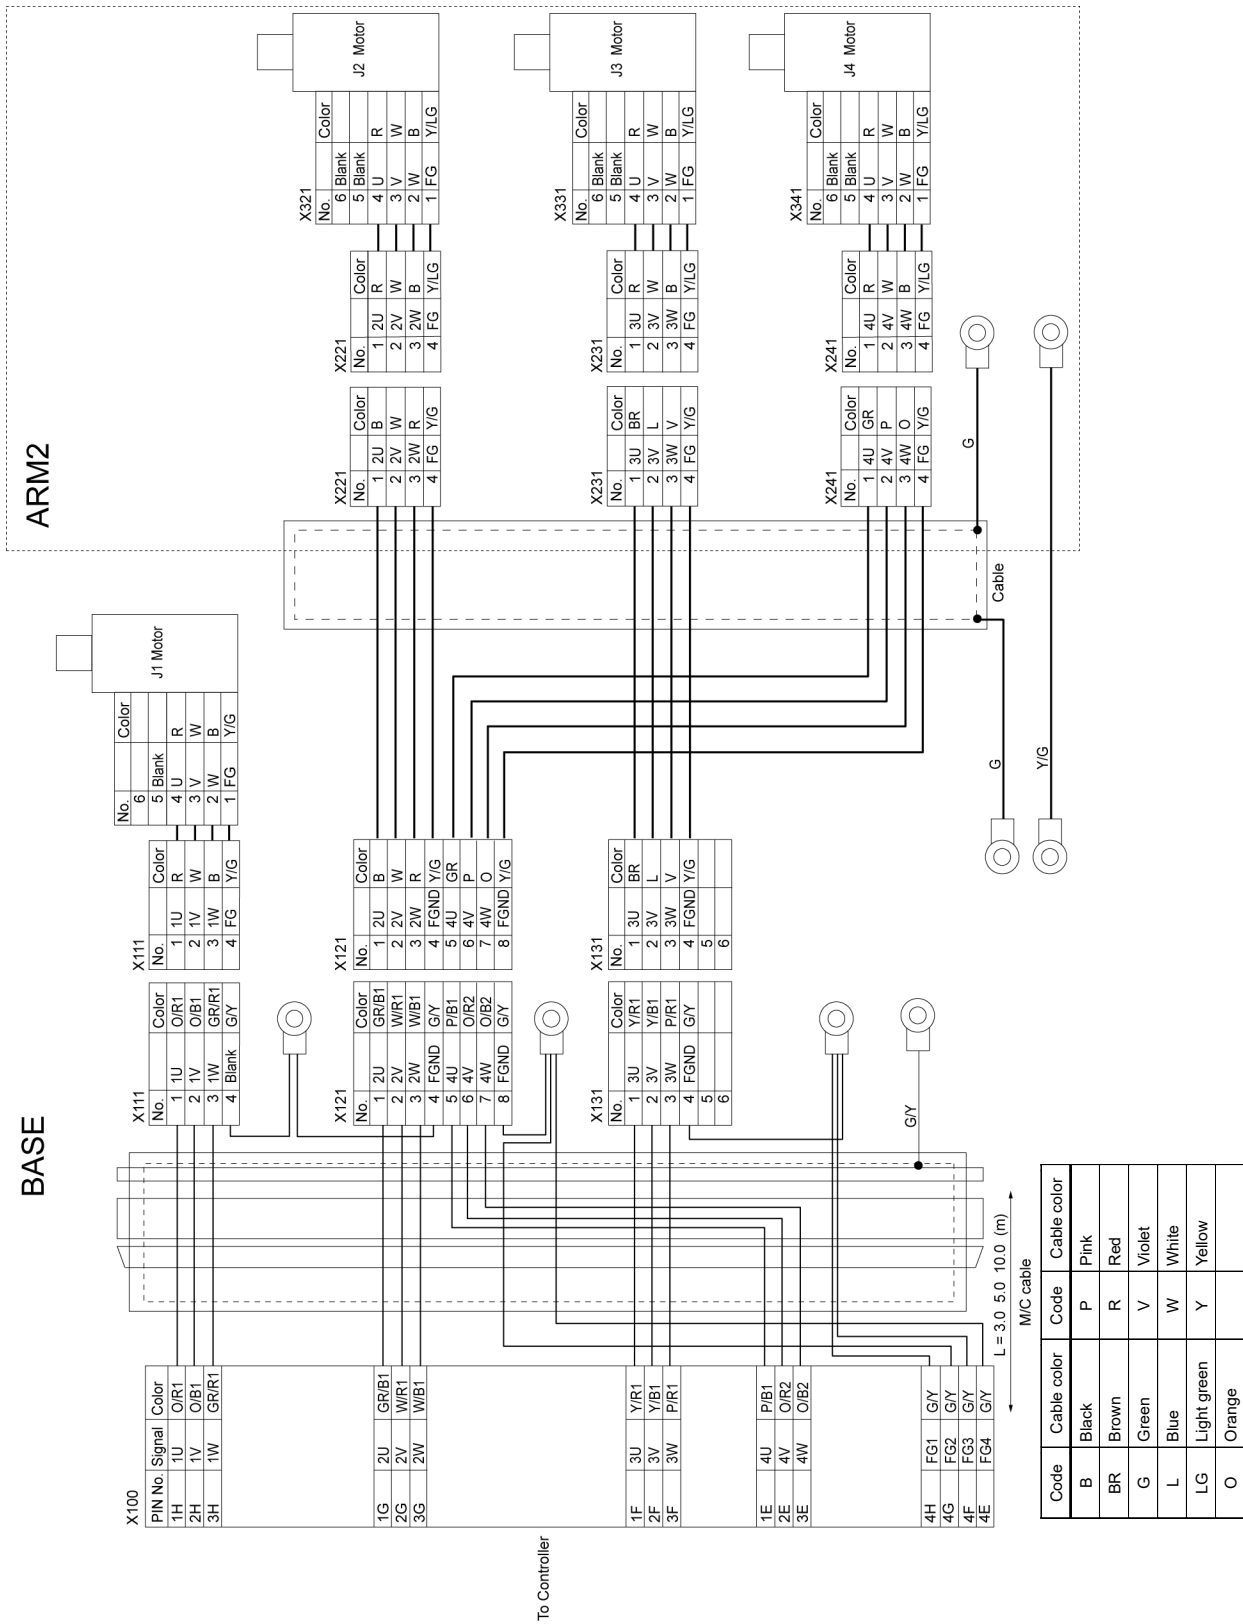 BASE
ARM2
To Controller
X100
PIN No. Signal Color
1H 1U O/R1
2H 1V O/B1
3H 1W GR/R1
1G 2U GR/B1
2G 2V W/R1
3G 2W W/B1
1F 3U Y/R1
2F 3V Y/B1
3F 3W P/R1
1E 4U P/B1
2E 4V O/R2
3E 4W O/B2
4H FG1 G/Y
4G FG2 G/Y
4F FG3 G/Y
4E FG4 G/Y
L = 3.0 5.0 10.0 (m)
M/C cable
G/Y
X111
No. Color
1 1U O/R1
2 1V O/B1
3 1W GR/R1
4 Blank G/Y
X121
No. Color
1 2U GR/B1
2 2V W/R1
3 2W W/B1
4 FGND G/Y
5 4U P/B1
6 4V O/R2
7 4W O/B2
8 FGND G/Y
X131
No. Color
1 3U Y/R1
2 3V Y/B1
3 3W P/R1
4 FGND G/Y
5
6
X111
No. Color
1 1U R
2 1V W
3 1W B
4 FG Y/G
X121
No. Color
1 2U B
2 2V W
3 2W R
4 FGND Y/G
5 4U GR
6 4V P
7 4W O
8 FGND Y/G
X131
No. Color
1 3U BR
2 3V L
3 3W V
4 FGND Y/G
5
6
No. Color
6
5 Blank
4 U R
3 V W
2 W B
1 FG Y/G
J1 Motor
G
Y/G
Cable
G
X221
No. Color
1 2U B
2 2V W
3 2W R
4 FG Y/G
X231
No. Color
1 3U BR
2 3V L
3 3W V
4 FG Y/G
X241
No. Color
1 4U GR
2 4V P
3 4W O
4 FG Y/G
X221
No. Color
1 2U R
2 2V W
3 2W B
4 FG Y/LG
X231
No. Color
1 3U R
2 3V W
3 3W B
4 FG Y/LG
X241
No. Color
1 4U R
2 4V W
3 4W B
4 FG Y/LG
X321
No. Color
6 Blank
5 Blank
4 U R
3 V W
2 W B
1 FG Y/LG
J2 Motor
X331
No. Color
6 Blank
5 Blank
4 U R
3 V W
2 W B
1 FG Y/LG
J3 Motor
X341
No. Color
6 Blank
5 Blank
4 U R
3 V W
2 W B
1 FG Y/LG
J4 Motor
Code Cable color Code Cable color
B Black P Pink
BR Brown R Red
G Green V Violet
L Blue W White
LG Light green Y Yellow
O Orange